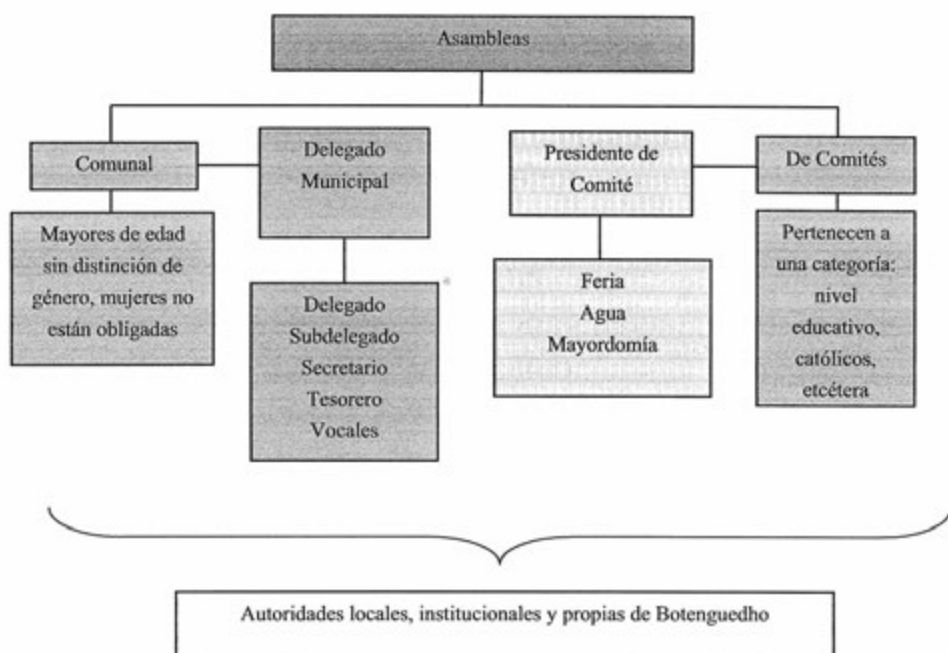 Asambleas
Comunal
Delegado
Municipal
Presidente de
Comité
De Comités
Mayores de edad
sin distinción de
género, mujeres no
están obligadas
Delegado
Subdelegado
Secretario
Tesorero
Vocales
Feria
Agua
Mayordomía
Pertenecen a
una categoría:
nivel
educativo,
católicos,
etcétera
Autoridades locales, institucionales y propias de Botenguedho